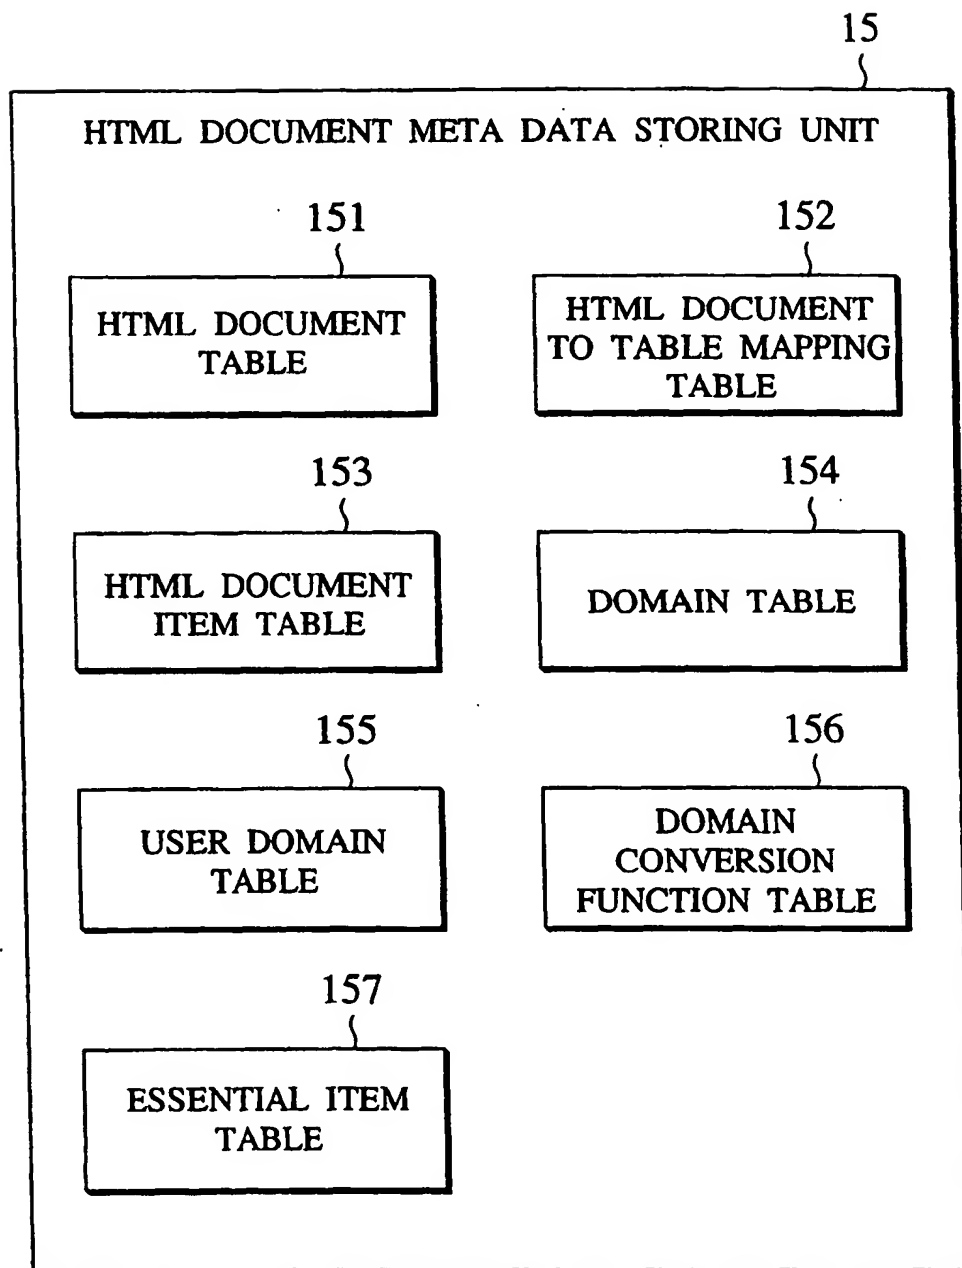 15
HTML DOCUMENT META DATA STORING UNIT
151
HTML DOCUMENT
TABLE
152
HTML DOCUMENT
TO TABLE MAPPING
TABLE
153
HTML DOCUMENT
ITEM TABLE
154
DOMAIN TABLE
155
USER DOMAIN
TABLE
156
DOMAIN
CONVERSION
FUNCTION TABLE
157
ESSENTIAL ITEM
TABLE